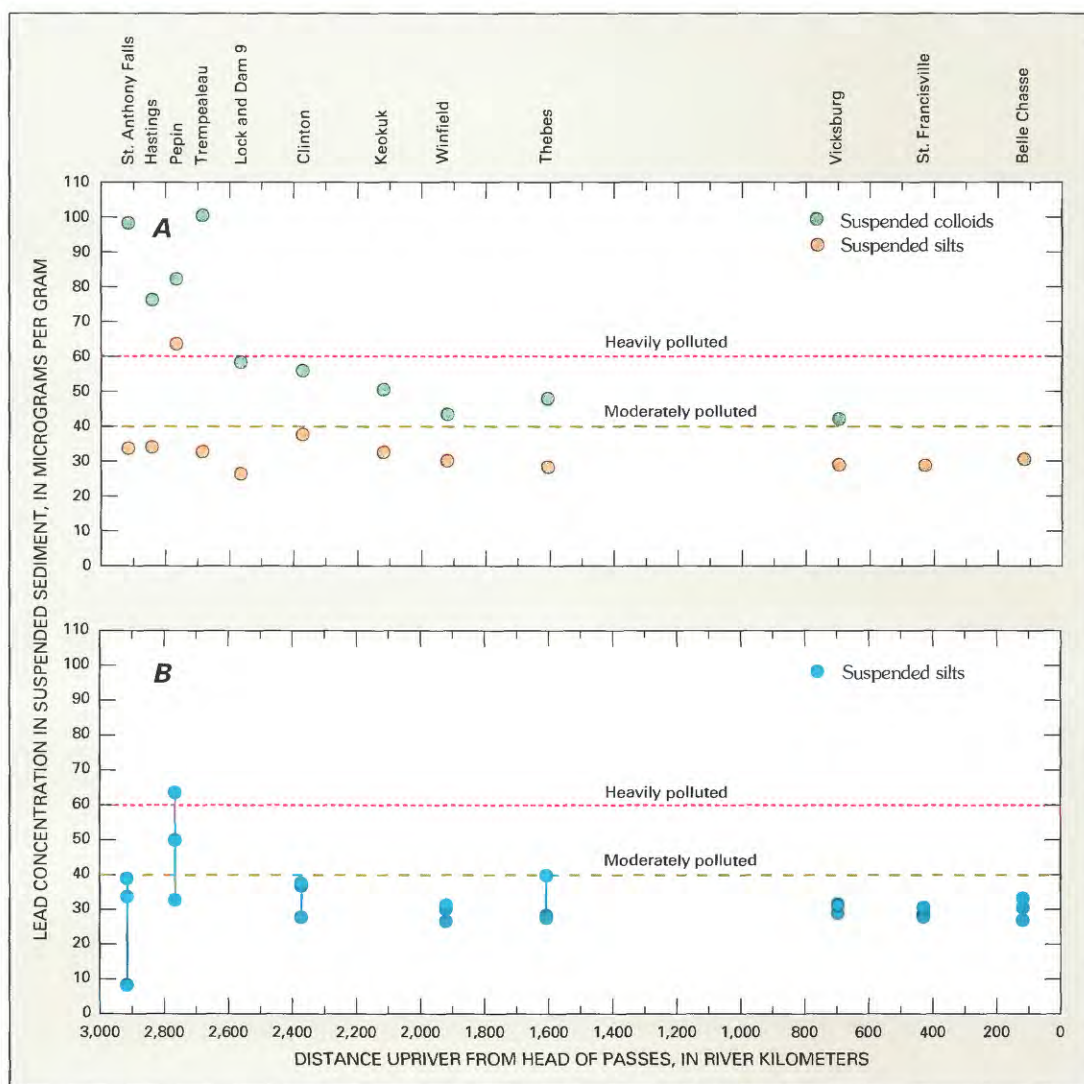 St. Anthony Falls
Hastings
Pepin
Trempealeau
Lock and Dam 9
Clinton
Keokuk
Winfield
Thebes
Vicksburg
St. Francisville
Belle Chasse
LEAD CONCENTRATION IN SUSPENDED SEDIMENT, IN MICROGRAMS PER GRAM
110
100
90
80
70
60
50
40
30
20
10
0
A
Suspended colloids
Suspended silts
Heavily polluted
Moderately polluted
110
100
90
80
70
60
50
40
30
20
10
0
B
Suspended silts
Heavily polluted
Moderately polluted
3,000 2,800 2,600 2,400 2,200 2,000 1,800 1,600 1,400 1,200 1,000 800 600 400 200 0
DISTANCE UPRIVER FROM HEAD OF PASSES, IN RIVER KILOMETERS